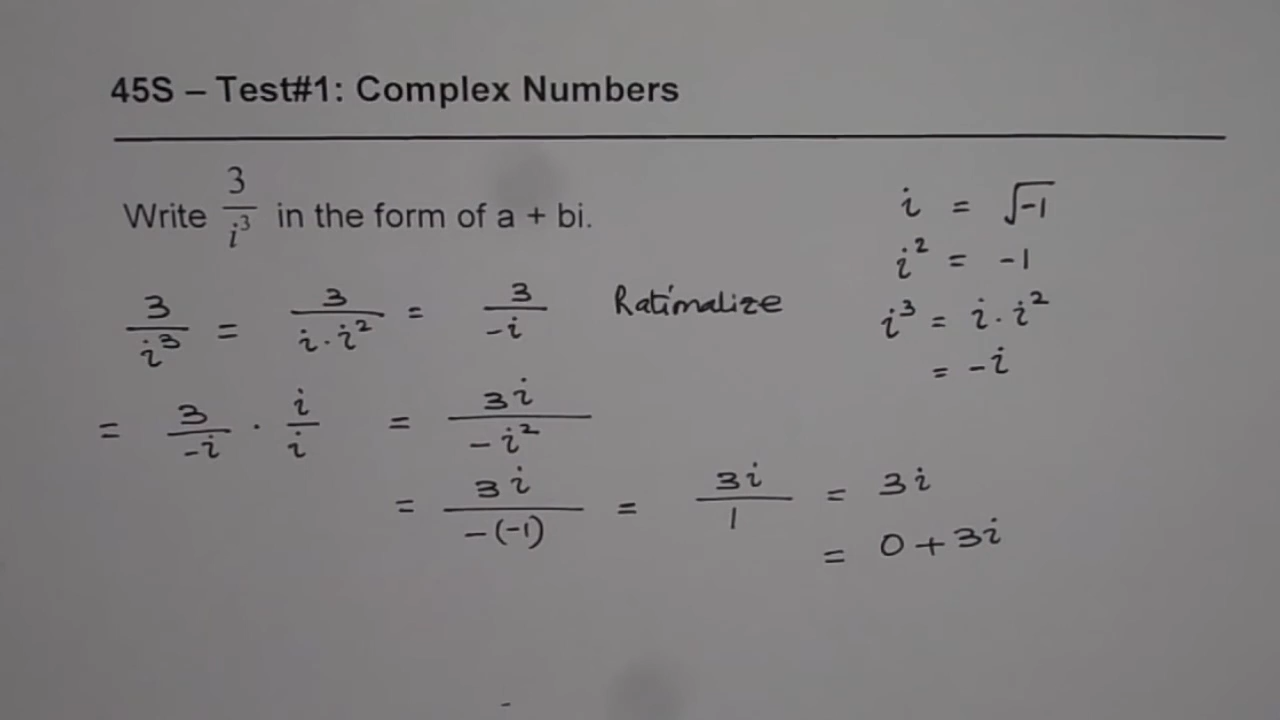 45S – Test#1: Complex Numbers
Write 3/i³ in the form of a + bi.
i = √-1
i² = -1
i³ = i · i²
= -i
3/i³ = 3/(i · i²) = 3/(-i) Rationalize
= 3/(-i) · i/i = 3i/(-i²)
= 3i/(-(-1)) = 3i/1 = 3i
= 0 + 3i